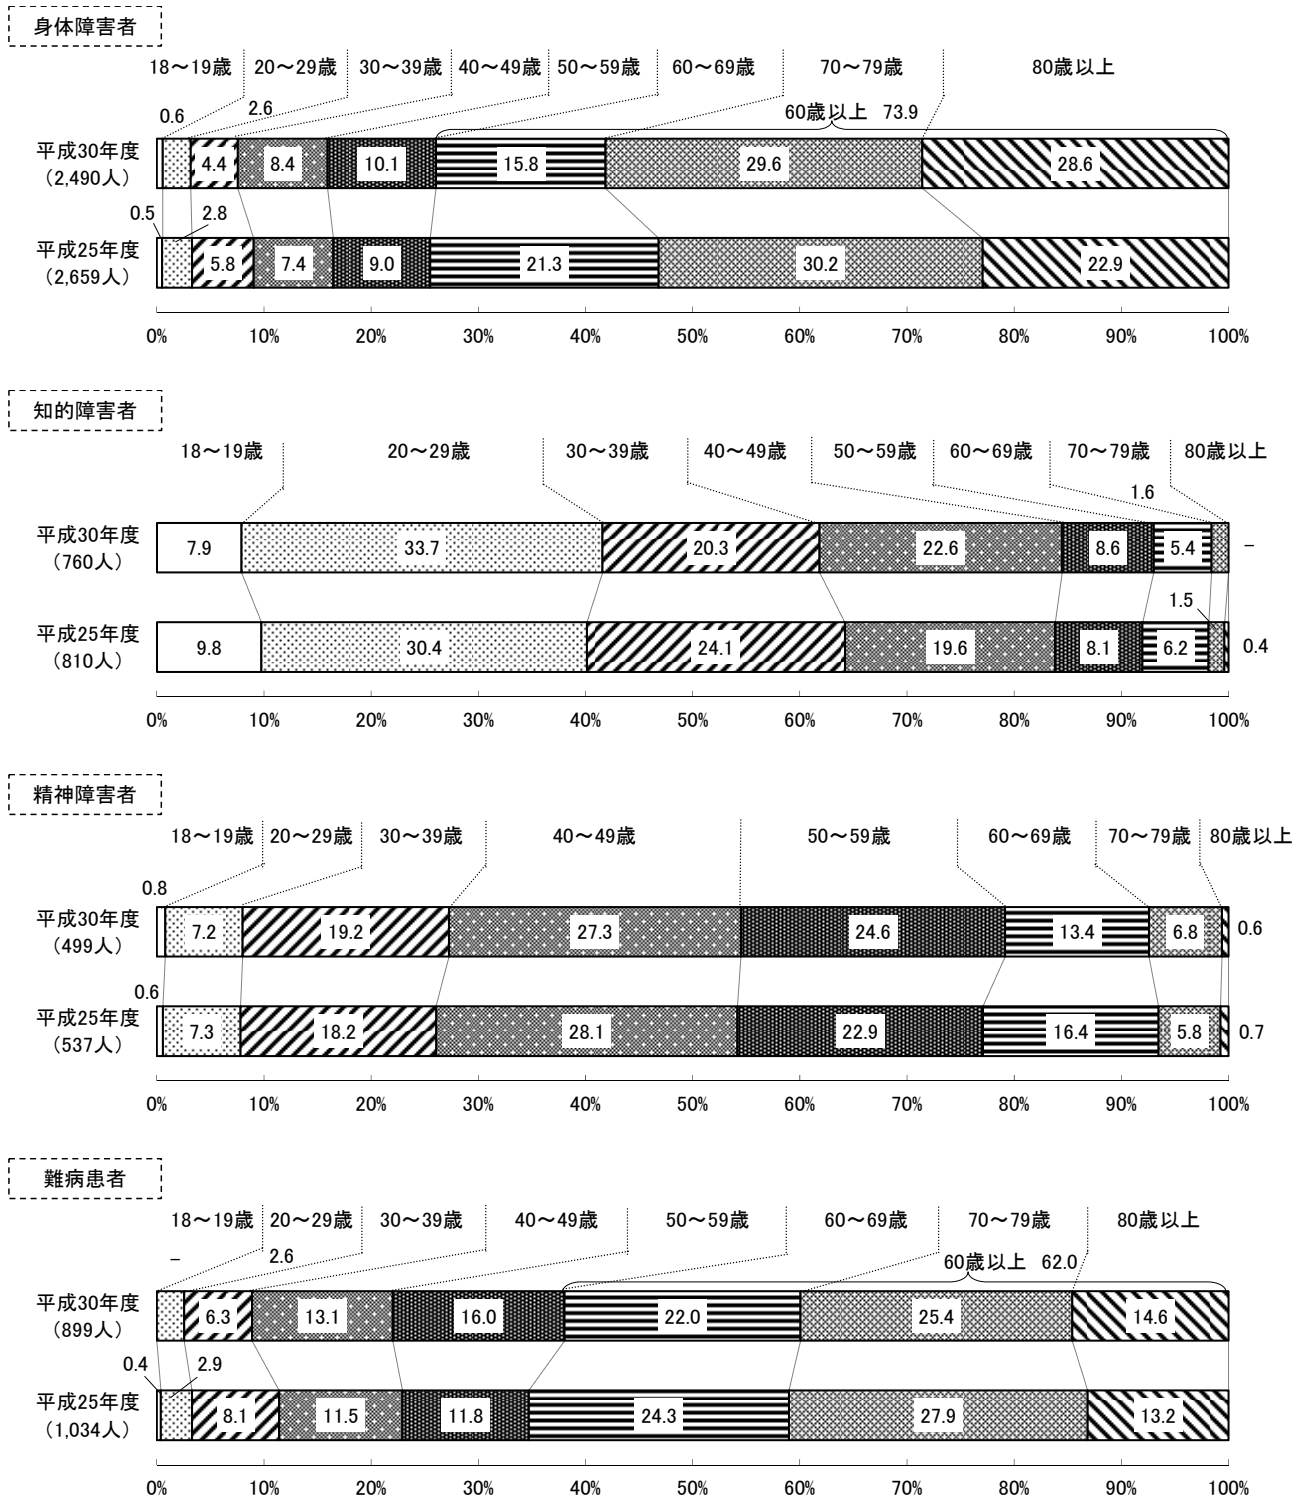 身体障害者
18～19歳 20～29歳 30～39歳 40～49歳 50～59歳 60～69歳 70～79歳 80歳以上
0.6 2.6 60歳以上 73.9
平成30年度
（2,490人）
4.4 8.4 10.1 15.8 29.6 28.6
0.5 2.8
平成25年度
（2,659人）
5.8 7.4 9.0 21.3 30.2 22.9
0% 10% 20% 30% 40% 50% 60% 70% 80% 90% 100%
知的障害者
18～19歳 20～29歳 30～39歳 40～49歳 50～59歳 60～69歳 70～79歳 80歳以上
1.6
平成30年度
（760人）
7.9 33.7 20.3 22.6 8.6 5.4 －
1.5
平成25年度
（810人）
9.8 30.4 24.1 19.6 8.1 6.2 0.4
0% 10% 20% 30% 40% 50% 60% 70% 80% 90% 100%
精神障害者
18～19歳 20～29歳 30～39歳 40～49歳 50～59歳 60～69歳 70～79歳 80歳以上
0.8
平成30年度
（499人）
7.2 19.2 27.3 24.6 13.4 6.8 0.6
0.6
平成25年度
（537人）
7.3 18.2 28.1 22.9 16.4 5.8 0.7
0% 10% 20% 30% 40% 50% 60% 70% 80% 90% 100%
難病患者
18～19歳 20～29歳 30～39歳 40～49歳 50～59歳 60～69歳 70～79歳 80歳以上
－ 2.6 60歳以上 62.0
平成30年度
（899人）
6.3 13.1 16.0 22.0 25.4 14.6
0.4 2.9
平成25年度
（1,034人）
8.1 11.5 11.8 24.3 27.9 13.2
0% 10% 20% 30% 40% 50% 60% 70% 80% 90% 100%